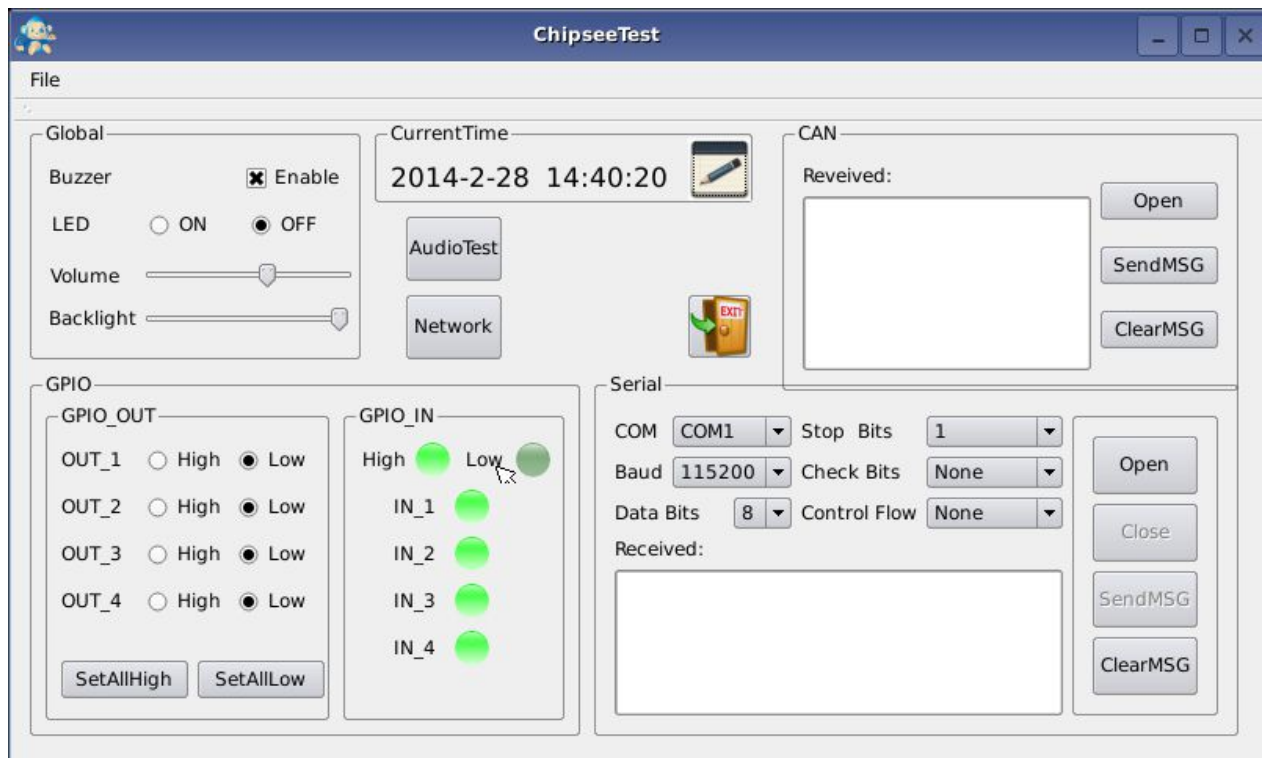 ChipseeTest
File
Global
Buzzer Enable
LED ON OFF
Volume
Backlight
CurrentTime
2014-2-28 14:40:20
AudioTest
Network
EXIT
CAN
Reveived:
Open
SendMSG
ClearMSG
GPIO
GPIO_OUT
OUT_1 High Low
OUT_2 High Low
OUT_3 High Low
OUT_4 High Low
SetAllHigh SetAllLow
GPIO_IN
High Low
IN_1
IN_2
IN_3
IN_4
Serial
COM COM1 Stop Bits 1
Baud 115200 Check Bits None
Data Bits 8 Control Flow None
Received:
Open
Close
SendMSG
ClearMSG